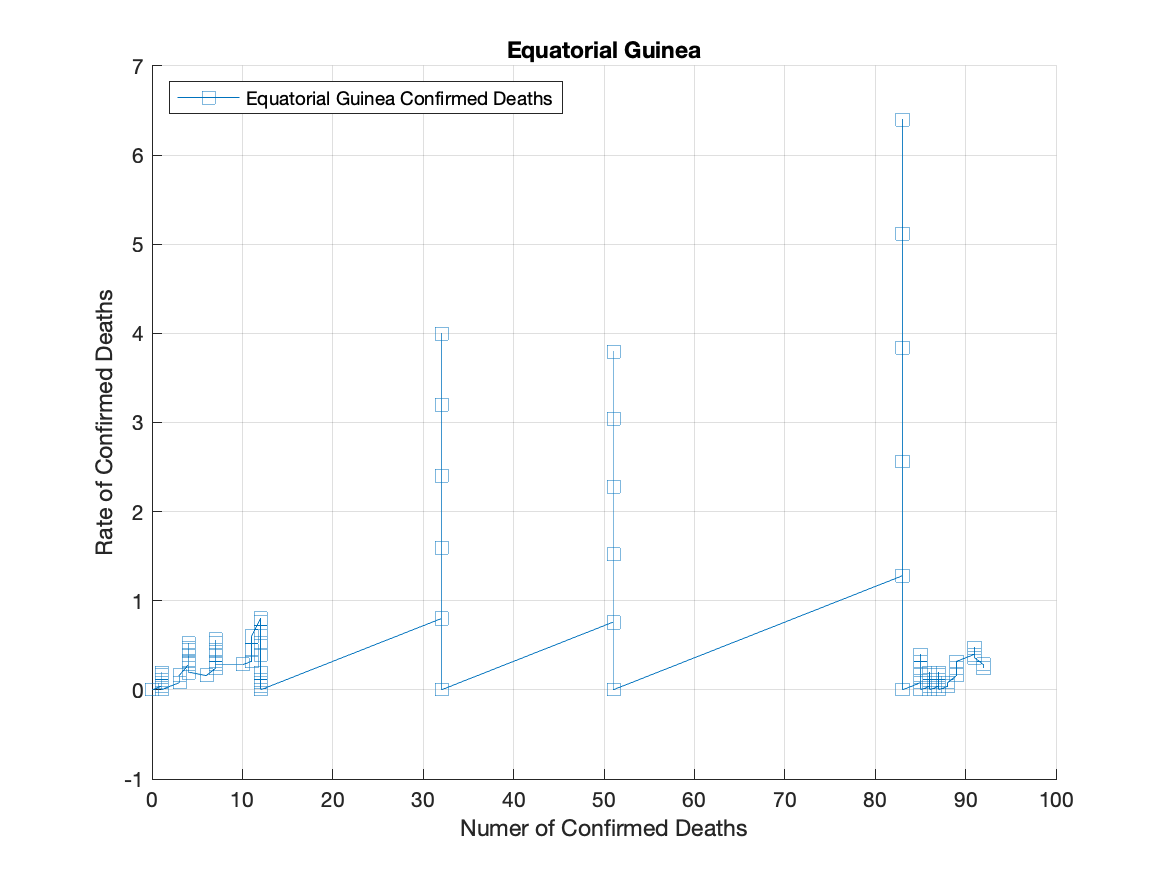 Equatorial Guinea
7
Equatorial Guinea Confirmed Deaths
6
5
4
3
2
1
0
-1
Rate of Confirmed Deaths
0 10 20 30 40 50 60 70 80 90 100
Numer of Confirmed Deaths